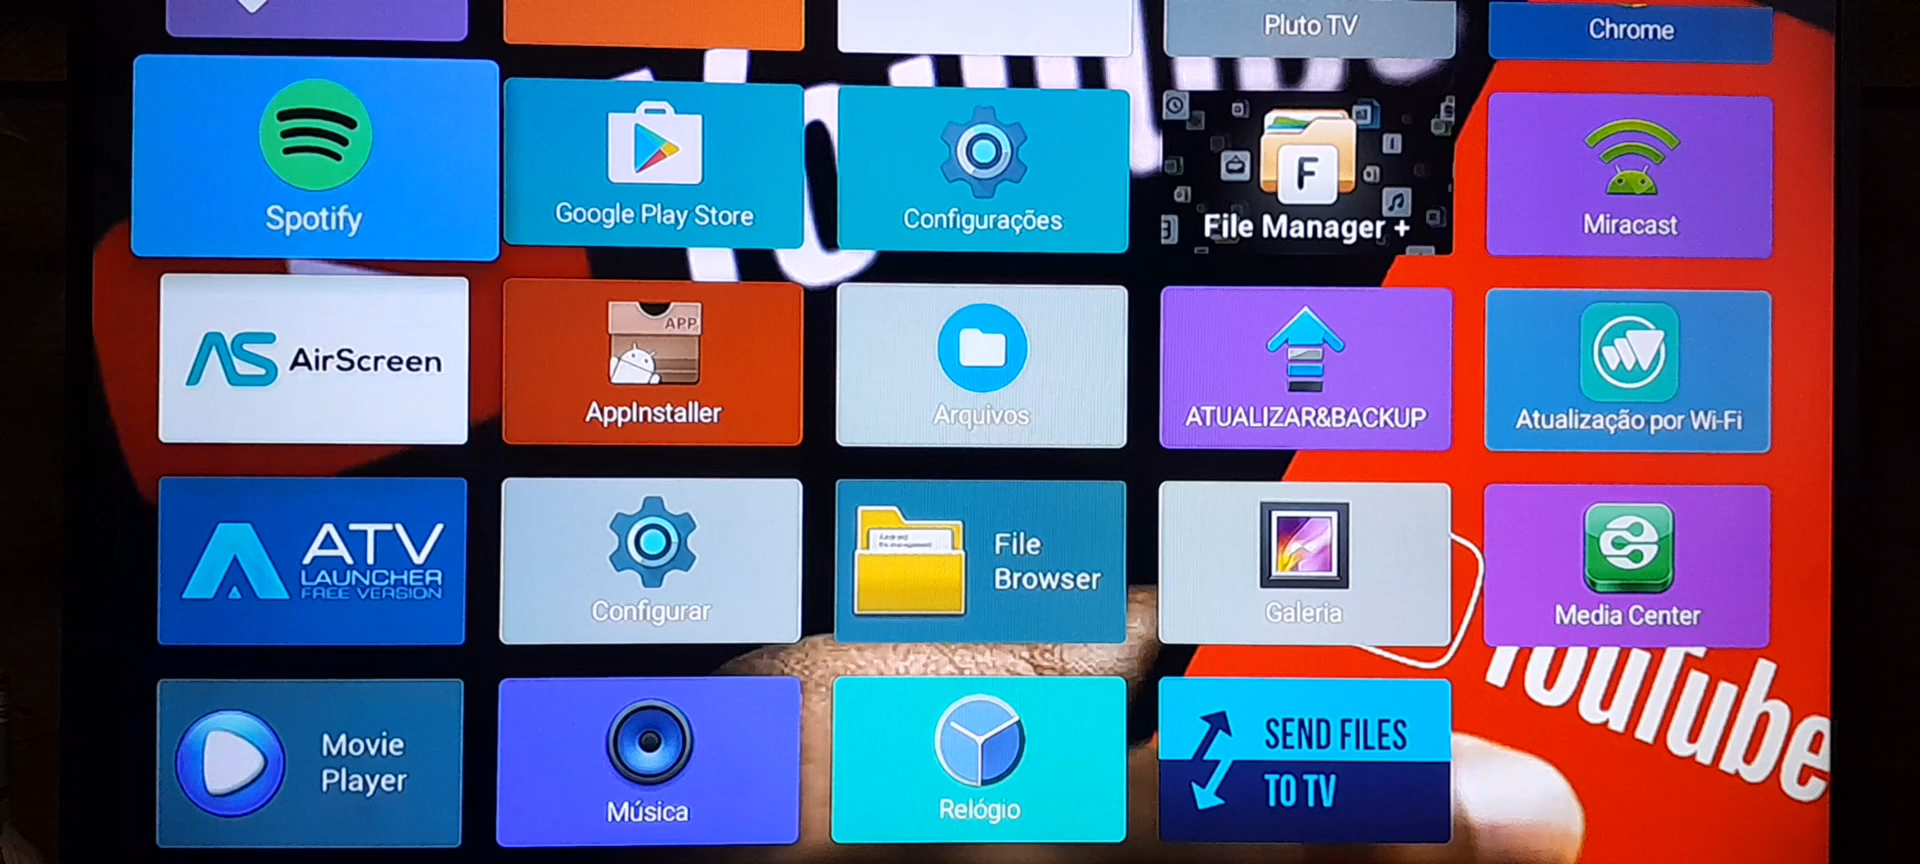 Pluto TV
Chrome
Spotify
Google Play Store
Configurações
F
File Manager +
Miracast
AS AirScreen
APP
AppInstaller
Arquivos
ATUALIZAR&BACKUP
Atualização por Wi-Fi
ATV
LAUNCHER
FREE VERSION
Configurar
File
Browser
Galeria
Media Center
YouTube
Movie
Player
Música
Relógio
SEND FILES
TO TV